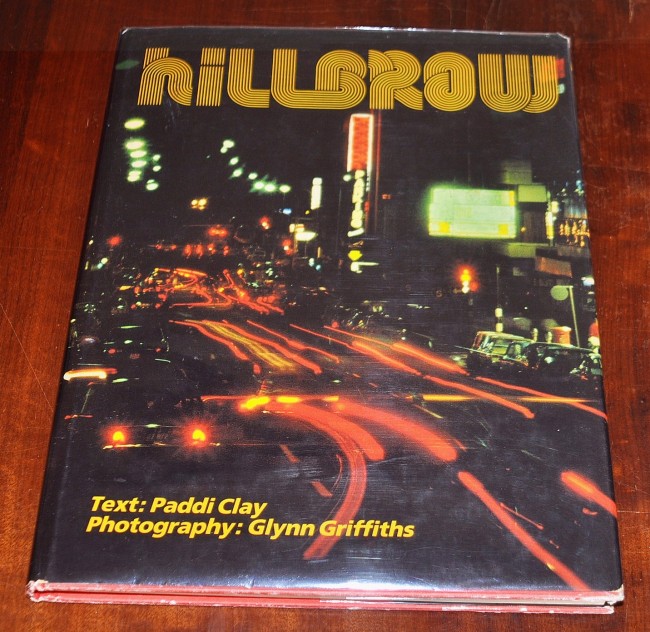 hillbrow
Text: Paddi Clay
Photography: Glynn Griffiths